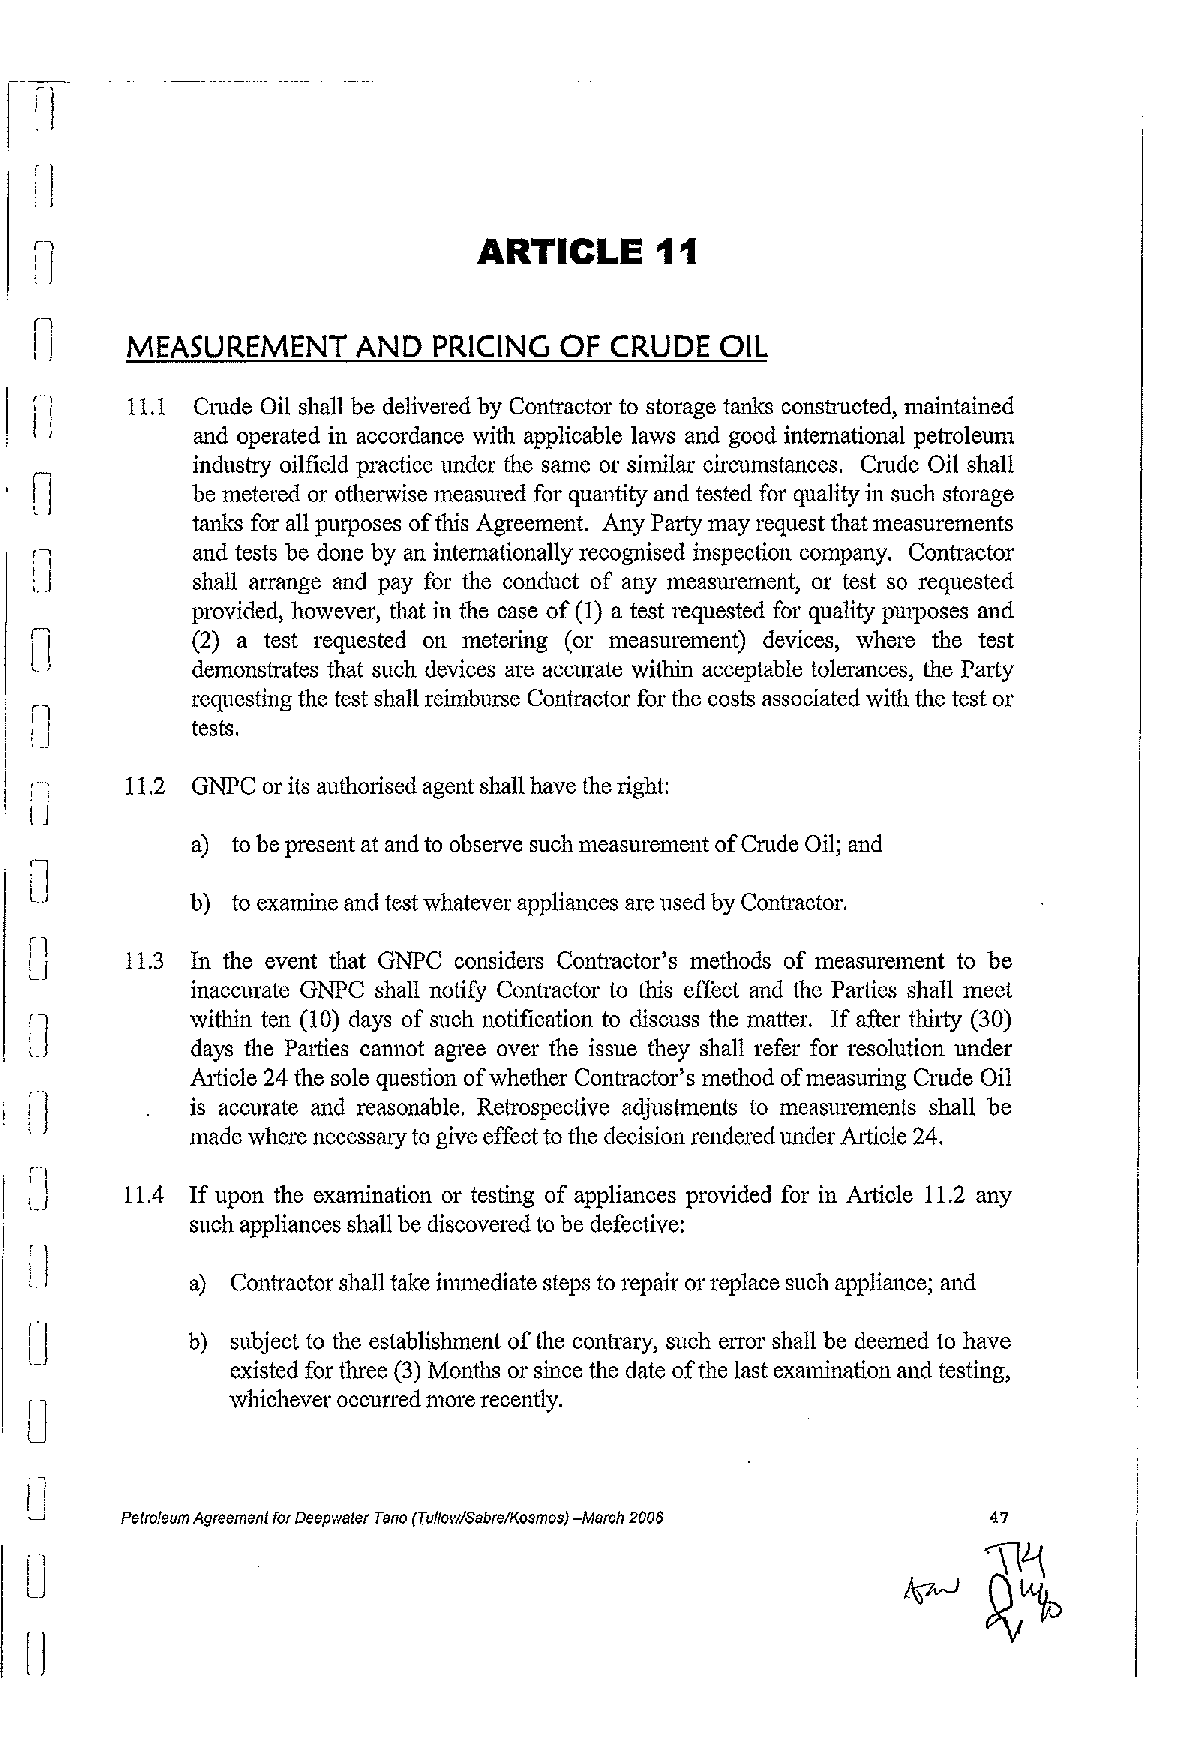 ARTICLE 11
MEASUREMENT AND PRICING OF CRUDE OIL
11.1 Crude Oil shall be delivered by Contractor to storage tanks constructed, maintained
and operated in accordance with applicable laws and good international petroleum
industry oilfield practice under the same or similar circumstances. Crude Oil shall
be metered or otherwise measured for quantity and tested for quality in such storage
tanks for all purposes of this Agreement. Any Party may request that measurements
and tests be done by an internationally recognised inspection company. Contractor
shall arrange and pay for the conduct of any measurement, or test so requested
provided, however, that in the case of (1) a test requested for quality purposes and
(2) a test requested on metering (or measurement) devices, where the test
demonstrates that such devices are accurate within acceptable tolerances, the Party
requesting the test shall reimburse Contractor for the costs associated with the test or
tests.
11.2 GNPC or its authorised agent shall have the right:
a) to be present at and to observe such measurement of Crude Oil; and
b) to examine and test whatever appliances are used by Contractor.
11.3 In the event that GNPC considers Contractor's methods of measurement to be
inaccurate GNPC shall notify Contractor to this effect and the Parties shall meet
within ten (10) days of such notification to discuss the matter. If after thirty (30)
days the Parties cannot agree over the issue they shall refer for resolution under
Article 24 the sole question of whether Contractor's method of measuring Crude Oil
is accurate and reasonable. Retrospective adjustments to measurements shall be
made where necessary to give effect to the decision rendered under Article 24.
11.4 If upon the examination or testing of appliances provided for in Article 11.2 any
such appliances shall be discovered to be defective:
a) Contractor shall take immediate steps to repair or replace such appliance; and
b) subject to the establishment of the contrary, such error shall be deemed to have
existed for three (3) Months or since the date of the last examination and testing,
whichever occurred more recently.
Petroleum Agreement for Deepwater Tano (Tullow/Sabre/Kosmos) –March 2006 47